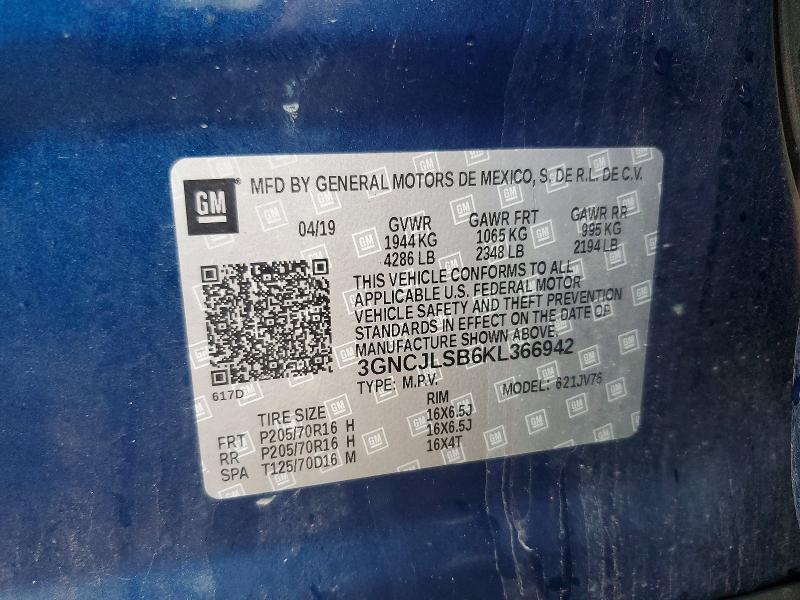 GM
MFD BY GENERAL MOTORS DE MEXICO, S. DE R.L. DE C.V.
04/19 GVWR GAWR FRT GAWR RR
1944 KG 1065 KG 995 KG
4286 LB 2348 LB 2194 LB
THIS VEHICLE CONFORMS TO ALL
APPLICABLE U.S. FEDERAL MOTOR
VEHICLE SAFETY AND THEFT PREVENTION
STANDARDS IN EFFECT ON THE DATE OF
MANUFACTURE SHOWN ABOVE.
3GNCJLSB6KL366942
TYPE: M.P.V. MODEL: 621JV76
617D
TIRE SIZE RIM
FRT P205/70R16 H 16X6.5J
RR P205/70R16 H 16X6.5J
SPA T125/70D16 M 16X4T